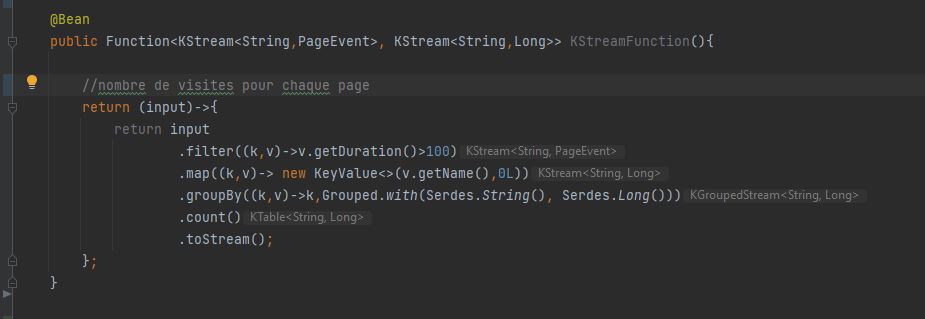 @Bean
public Function<KStream<String,PageEvent>, KStream<String,Long>> KStreamFunction(){
//nombre de visites pour chaque page
return (input)->{
return input
.filter((k,v)->v.getDuration()>100) KStream<String, PageEvent>
.map((k,v)-> new KeyValue<>(v.getName(),0L)) KStream<String, Long>
.groupBy((k,v)->k,Grouped.with(Serdes.String(), Serdes.Long())) KGroupedStream<String, Long>
.count() KTable<String, Long>
.toStream();
};
}